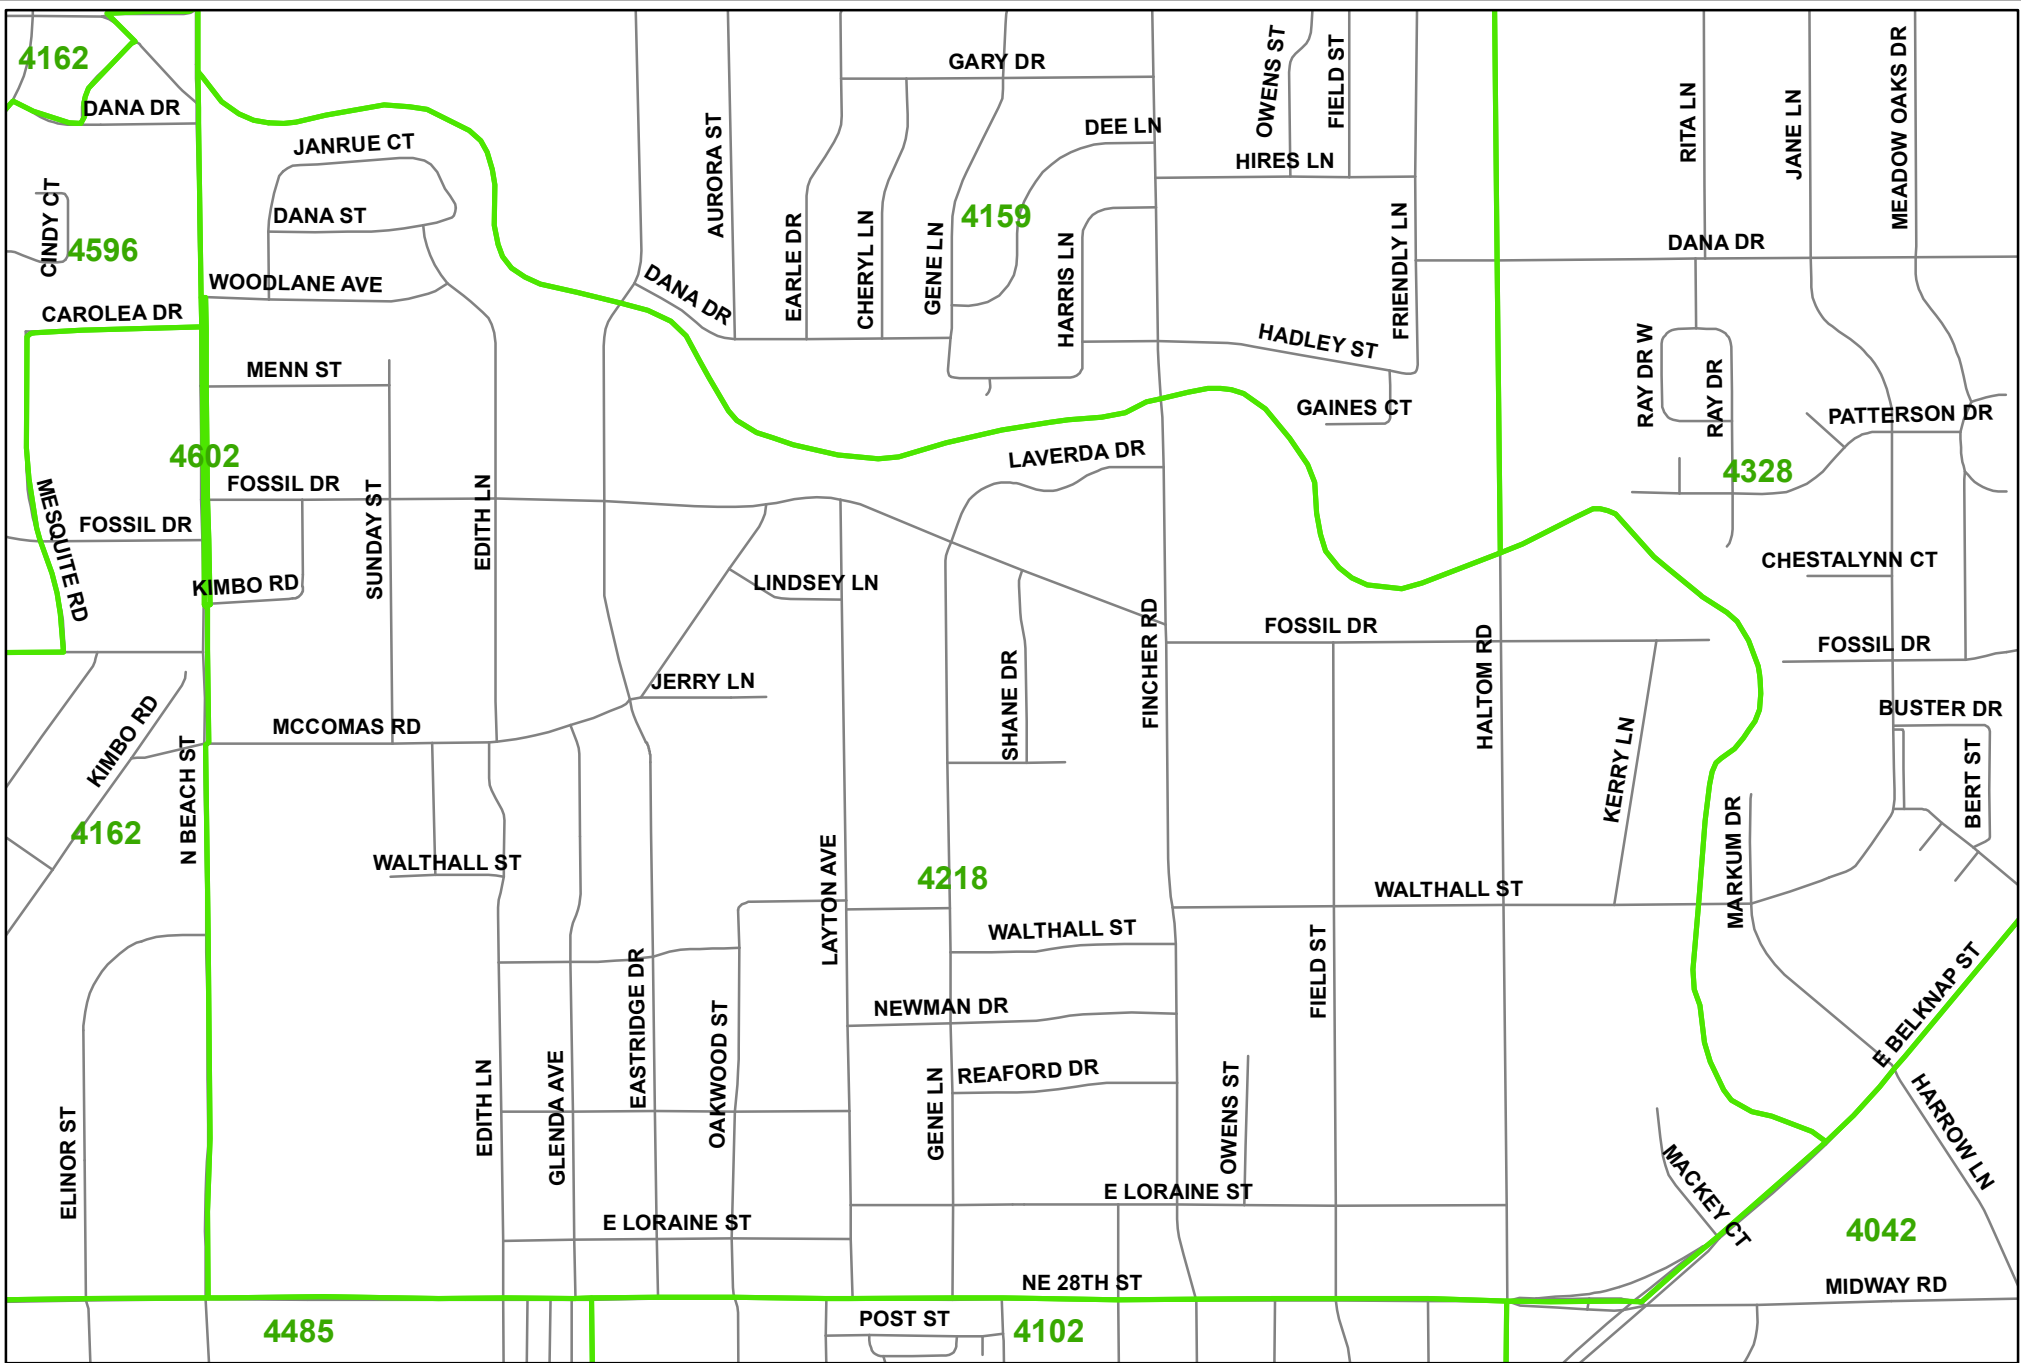 4162
DANA DR
GARY DR
OWENS ST
FIELD ST
RITA LN
JANE LN
MEADOW OAKS DR
JANRUE CT
AURORA ST
DEE LN
HIRES LN
CINDY CT
4596
DANA ST
WOODLANE AVE
CAROLEA DR
DANA DR
EARLE DR
CHERYL LN
GENE LN
4159
HARRIS LN
FRIENDLY LN
DANA DR
HADLEY ST
GAINES CT
RAY DR W
RAY DR
PATTERSON DR
MENN ST
4602
FOSSIL DR
LAVERDA DR
4328
MESQUITE RD
FOSSIL DR
SUNDAY ST
EDITH LN
KIMBO RD
LINDSEY LN
CHESTALYNN CT
FINCHER RD
FOSSIL DR
HALTOM RD
FOSSIL DR
JERRY LN
SHANE DR
KIMBO RD
MCCOMAS RD
BUSTER DR
N BEACH ST
KERRY LN
BERT ST
4162
WALTHALL ST
LAYTON AVE
4218
WALTHALL ST
MARKUM DR
WALTHALL ST
FIELD ST
EASTRIDGE DR
NEWMAN DR
E BELKNAP ST
OAKWOOD ST
REAFORD DR
EDITH LN
GLENDA AVE
GENE LN
OWENS ST
HARROW LN
ELINOR ST
MACKEY CT
E LORAINE ST
E LORAINE ST
4042
NE 28TH ST
MIDWAY RD
4485
POST ST
4102